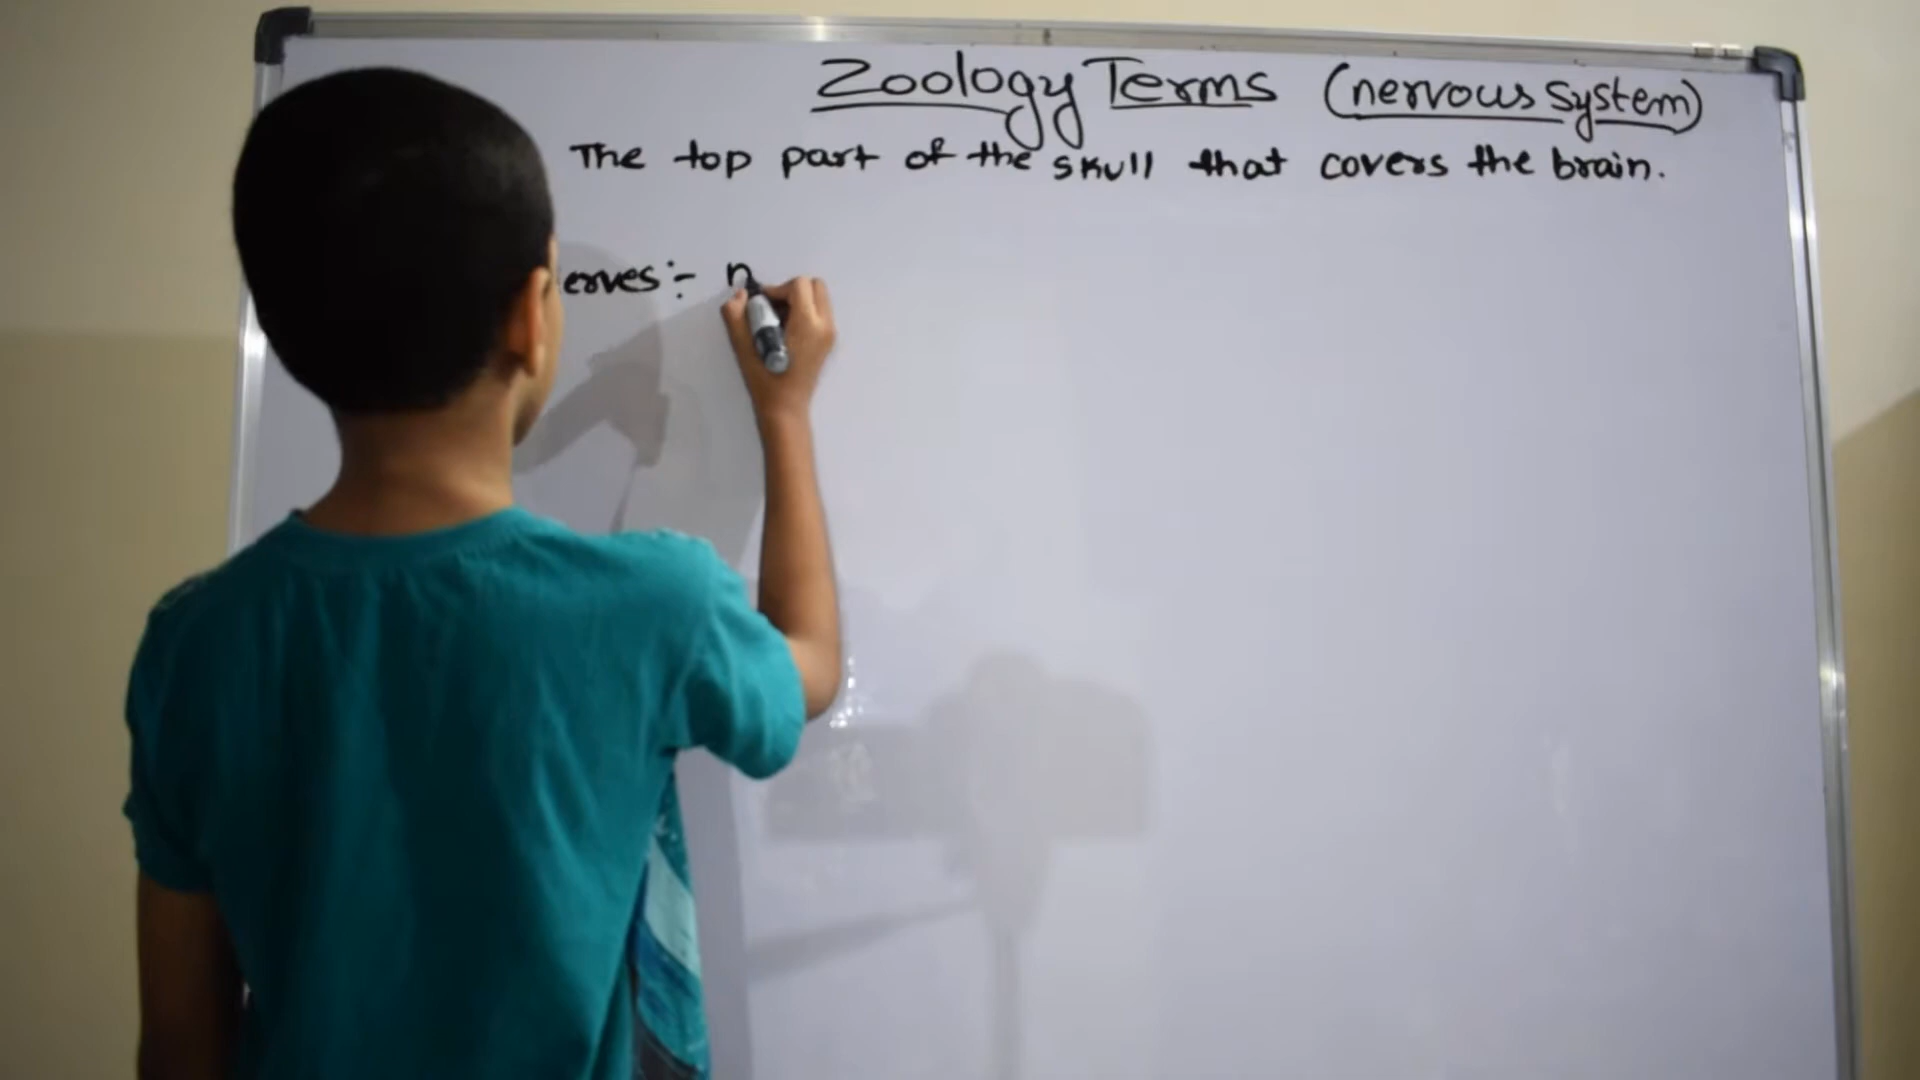 Zoology Terms (nervous system)
The top part of the skull that covers the brain.
erves:- n